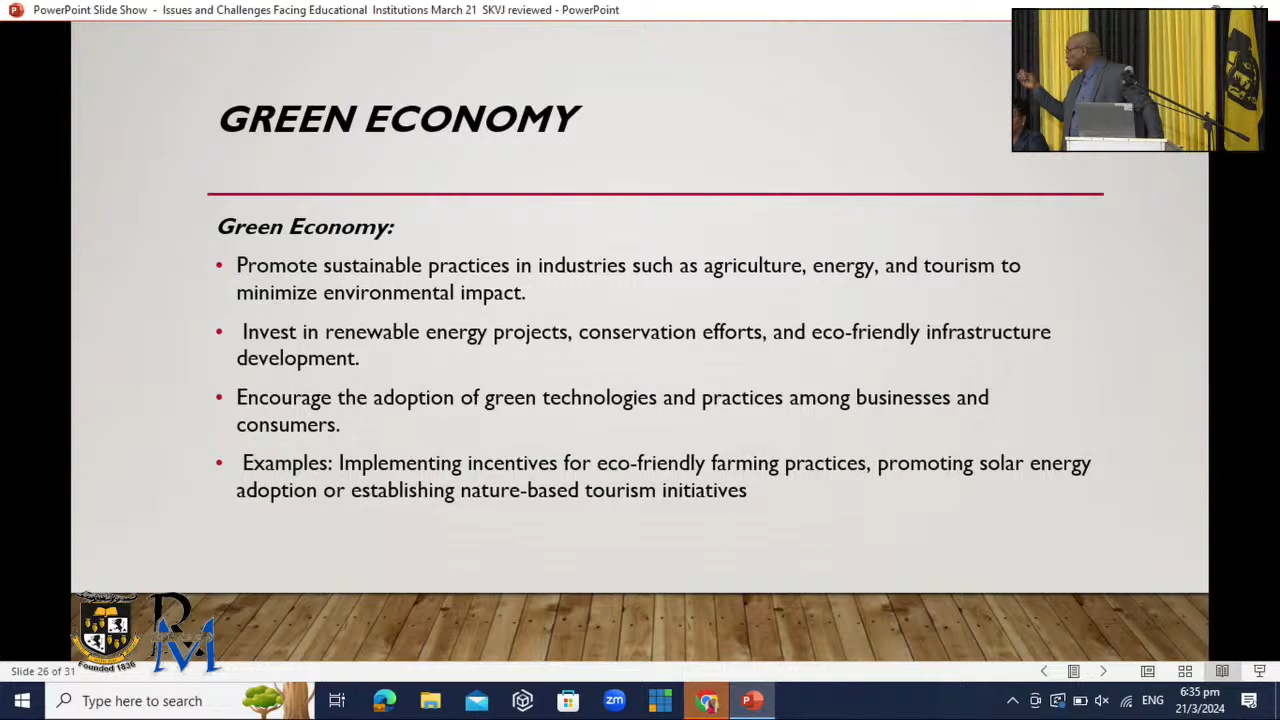 PowerPoint Slide Show - Issues and Challenges Facing Educational Institutions March 21 SKVJ reviewed - PowerPoint
GREEN ECONOMY
Green Economy:
• Promote sustainable practices in industries such as agriculture, energy, and tourism to
minimize environmental impact.
• Invest in renewable energy projects, conservation efforts, and eco-friendly infrastructure
development.
• Encourage the adoption of green technologies and practices among businesses and
consumers.
• Examples: Implementing incentives for eco-friendly farming practices, promoting solar energy
adoption or establishing nature-based tourism initiatives
Founded 1836
RM
Slide 26 of 31
Type here to search
zm
ENG
6:35 pm
21/3/2024